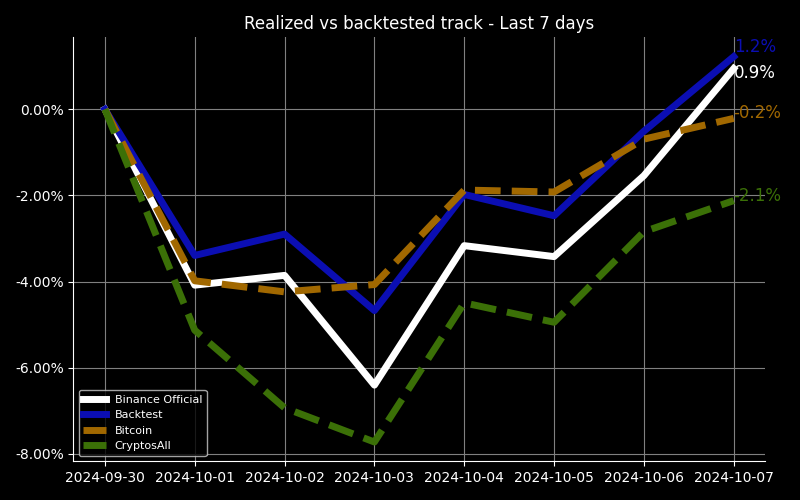 Realized vs backtested track - Last 7 days
1.2%
0.9%
-0.2%
-2.1%
0.00%
-2.00%
-4.00%
-6.00%
-8.00%
Binance Official
Backtest
Bitcoin
CryptosAll
2024-09-30 2024-10-01 2024-10-02 2024-10-03 2024-10-04 2024-10-05 2024-10-06 2024-10-07